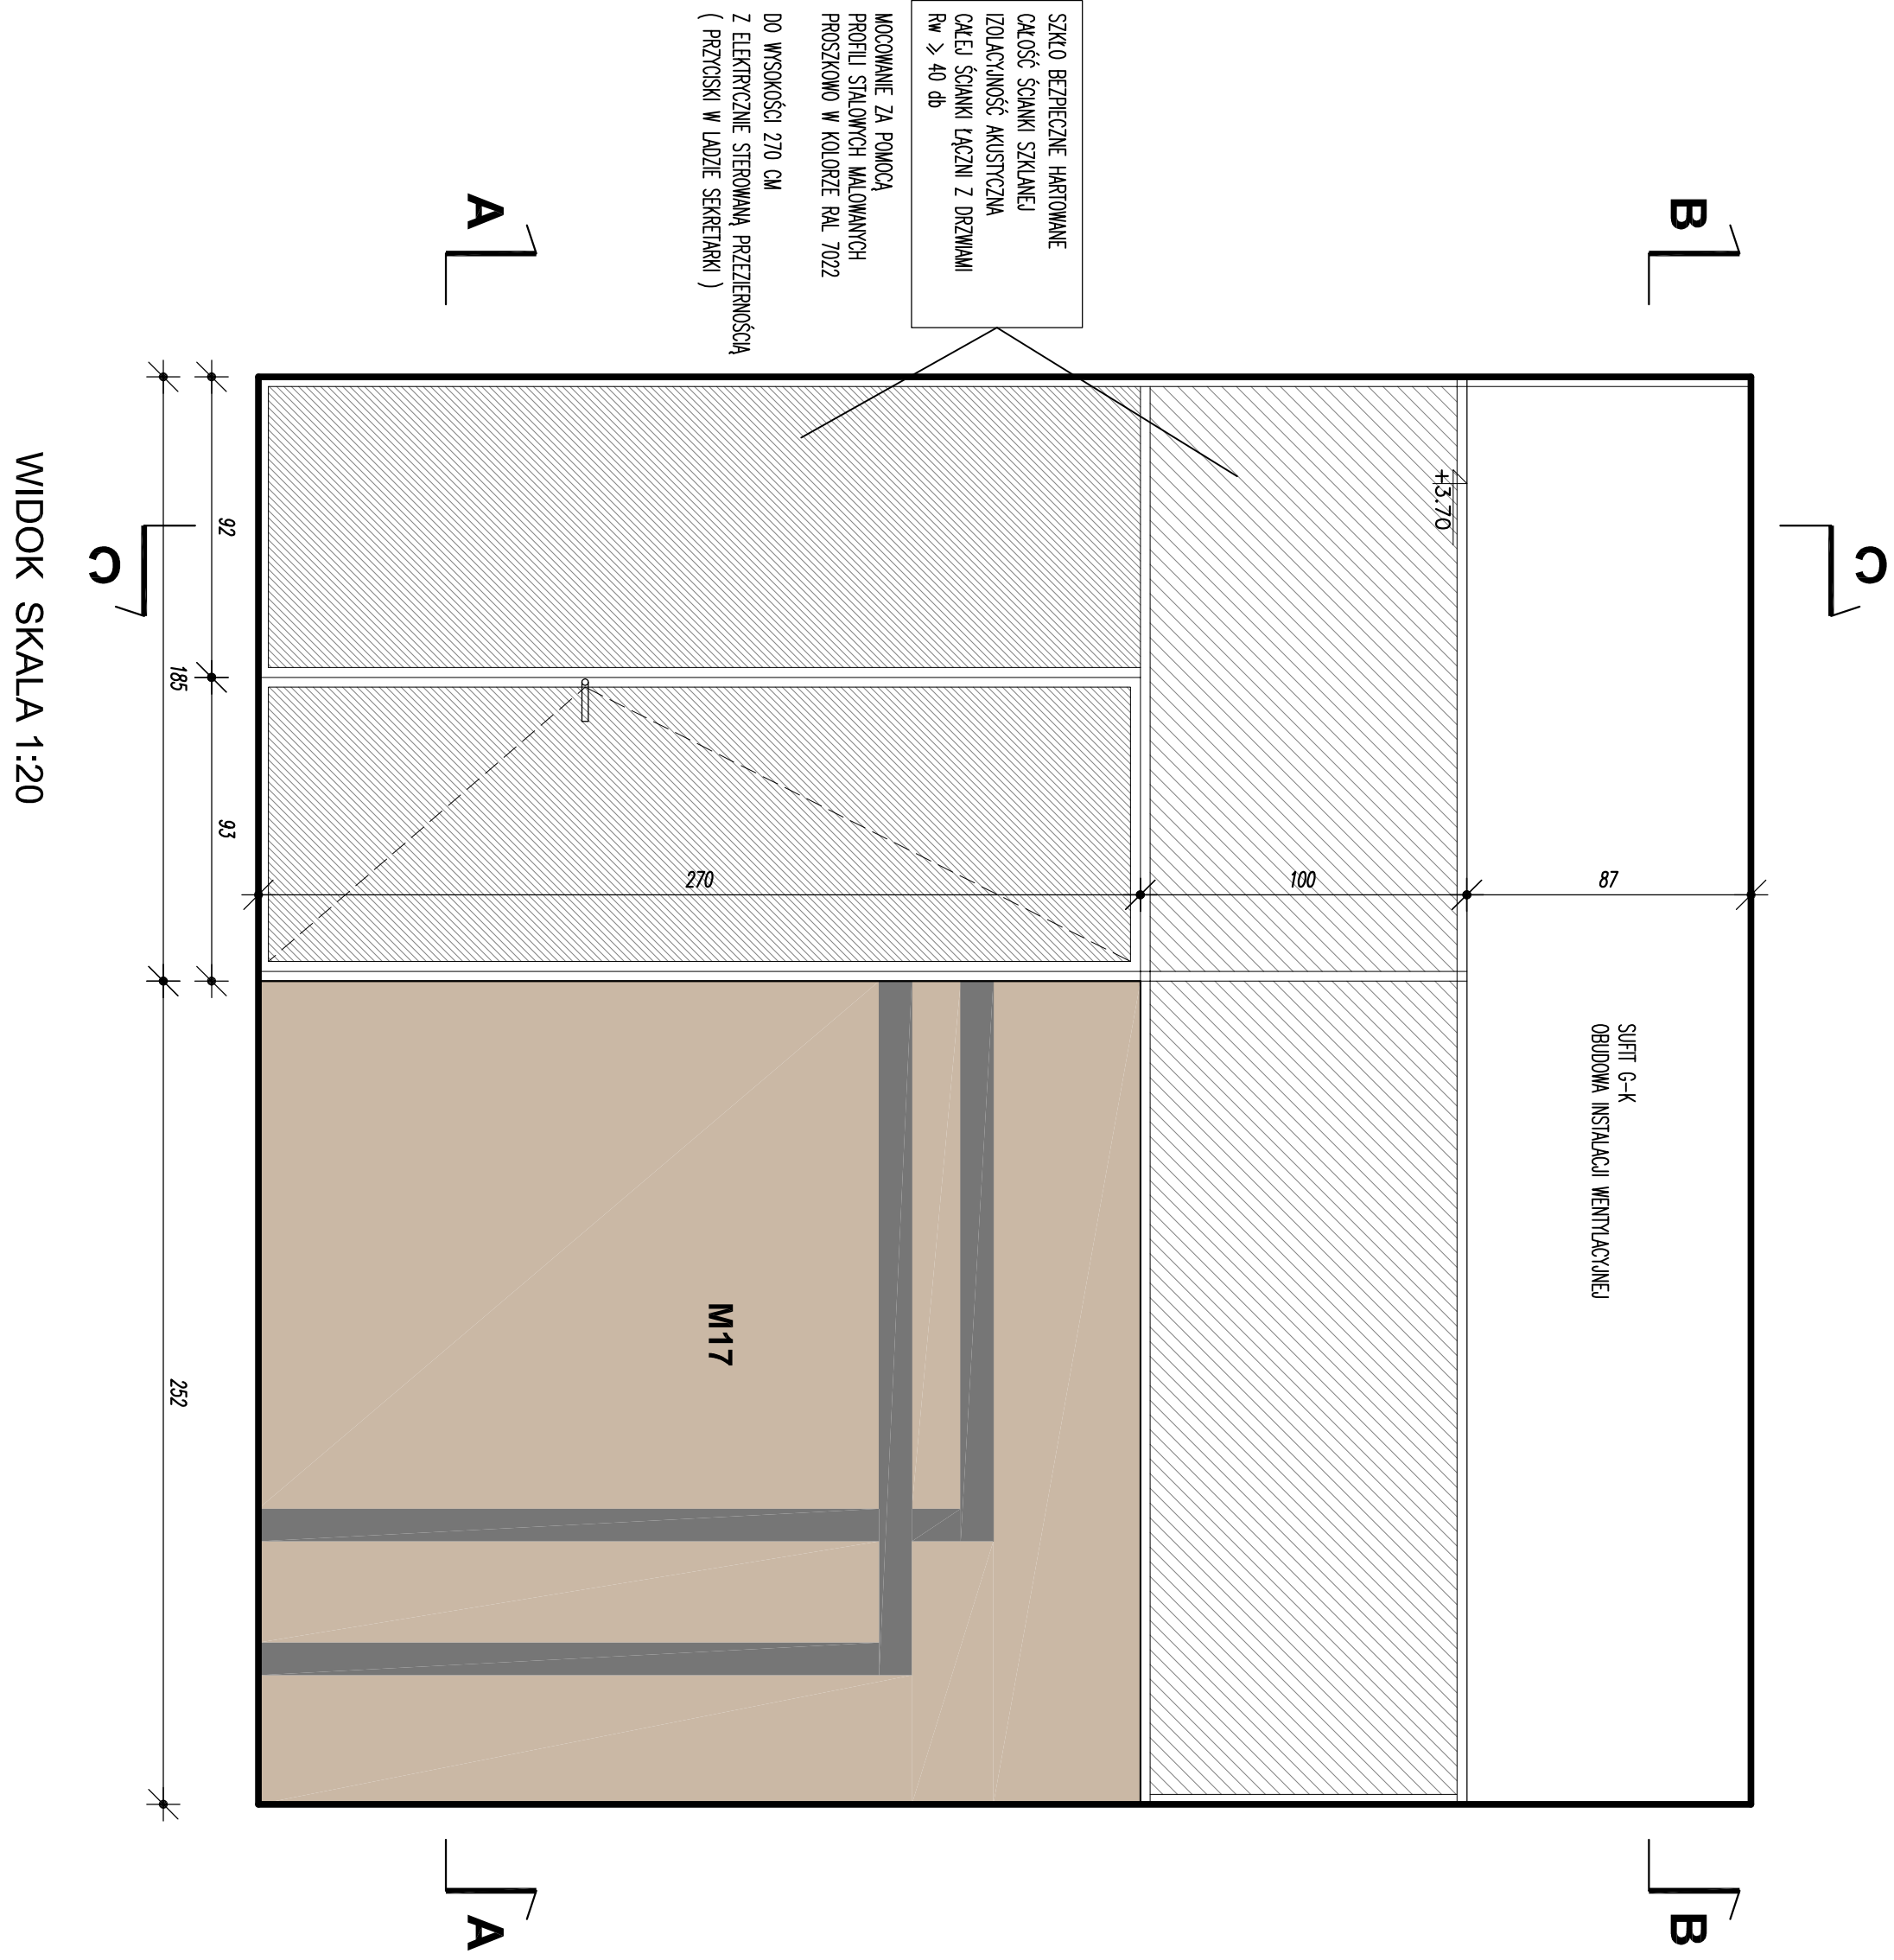 B
B
C
C
SUFIT G-K
OBUDOWA INSTALACJI WENTYLACYJNEJ
87
+3.70
100
SZKŁO BEZPIECZNE HARTOWANE
CAŁOŚĆ ŚCIANKI SZKLANEJ
IZOLACYJNOŚĆ AKUSTYCZNA
CAŁEJ ŚCIANKI ŁĄCZNI Z DRZWIAMI
Rw ⩾ 40 db
MOCOWANIE ZA POMOCĄ
PROFILI STALOWYCH MALOWANYCH
PROSZKOWO W KOLORZE RAL 7022
DO WYSOKOŚCI 270 CM
Z ELEKTRYCZNIE STEROWANĄ PRZEZIERNOŚCIĄ
( PRZYCISKI W LADZIE SEKRETARKI )
270
M17
A
A
92
93
185
252
WIDOK SKALA 1:20